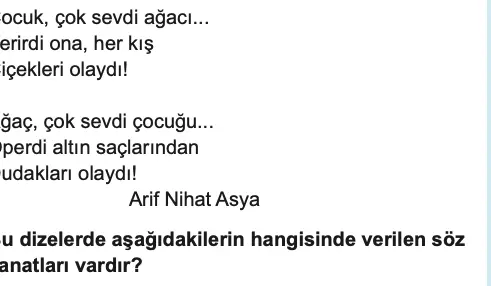 ocuk, çok sevdi ağacı...
erirdi ona, her kış
içekleri olaydı!
ğaç, çok sevdi çocuğu...
perdi altın saçlarından
udakları olaydı!
Arif Nihat Asya
u dizelerde aşağıdakilerin hangisinde verilen söz
anatları vardır?